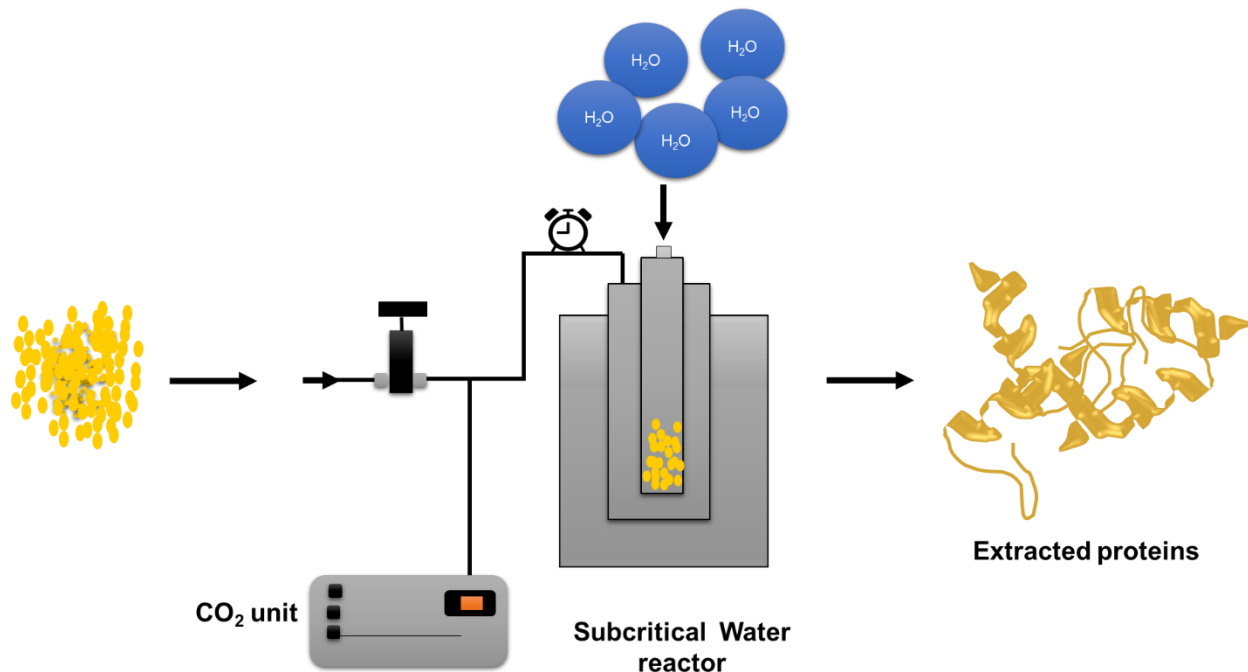 H₂O
H₂O
H₂O
H₂O
H₂O
Extracted proteins
CO₂ unit
Subcritical Water
reactor